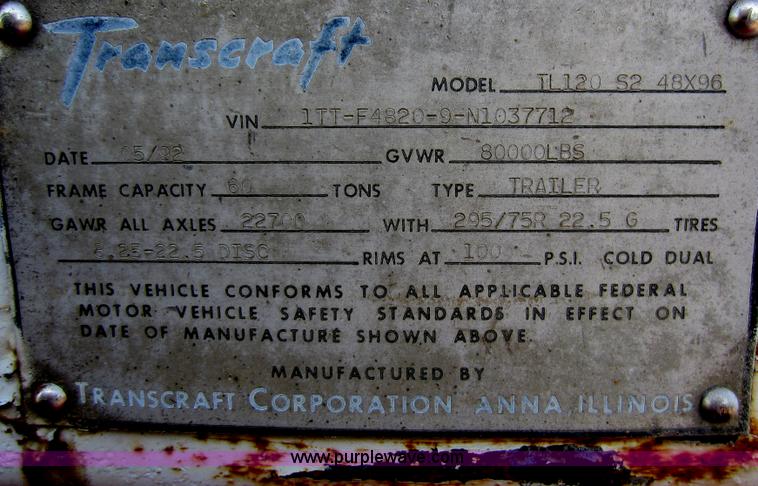 Transcraft
MODEL TL120 S2 48X96
VIN 1TT-F4820-9-N1037712
DATE 05/92 GVWR 80000LBS
FRAME CAPACITY 60 TONS TYPE TRAILER
GAWR ALL AXLES 22700 WITH 295/75R 22.5 G TIRES
8.25-22.5 DISC RIMS AT 100 P.S.I. COLD DUAL
THIS VEHICLE CONFORMS TO ALL APPLICABLE FEDERAL
MOTOR VEHICLE SAFETY STANDARDS IN EFFECT ON
DATE OF MANUFACTURE SHOWN ABOVE.
MANUFACTURED BY
TRANSCRAFT CORPORATION ANNA, ILLINOIS
www.purplewave.com